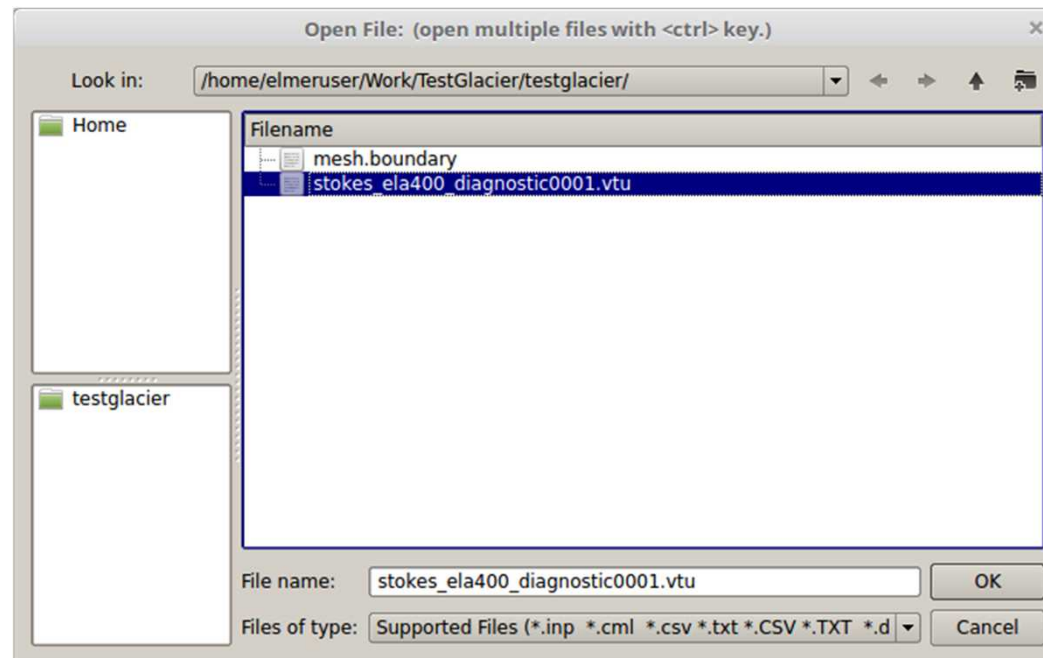 Open File: (open multiple files with <ctrl> key.)
Look in: /home/elmeruser/Work/TestGlacier/testglacier/
Home
Filename
mesh.boundary
stokes_ela400_diagnostic0001.vtu
testglacier
File name: stokes_ela400_diagnostic0001.vtu OK
Files of type: Supported Files (*.inp *.cml *.csv *.txt *.CSV *.TXT *.d Cancel